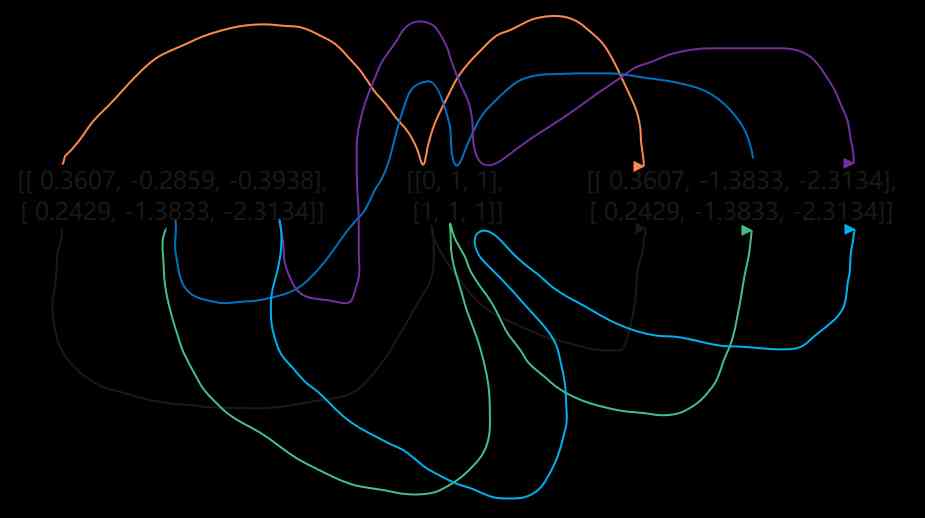 [[ 0.3607, -0.2859, -0.3938], [[0, 1, 1], [[ 0.3607, -1.3833, -2.3134],
[ 0.2429, -1.3833, -2.3134]] [1, 1, 1]]] [ 0.2429, -1.3833, -2.3134]]